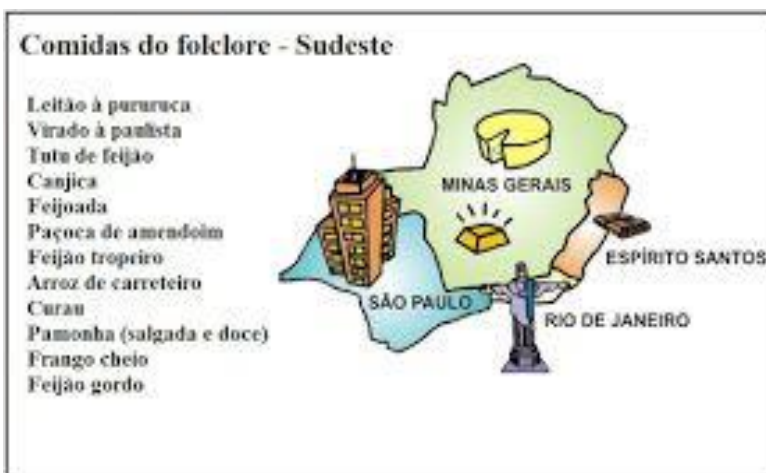 Comidas do folclore - Sudeste
Leitão à pururuca
Virado à paulista
Tutu de feijão
Canjica
Feijoada
Paçoca de amendoim
Feijão tropeiro
Arroz de carreteiro
Curau
Pamonha (salgada e doce)
Frango cheio
Feijão gordo
MINAS GERAIS
ESPÍRITO SANTOS
SÃO PAULO
RIO DE JANEIRO